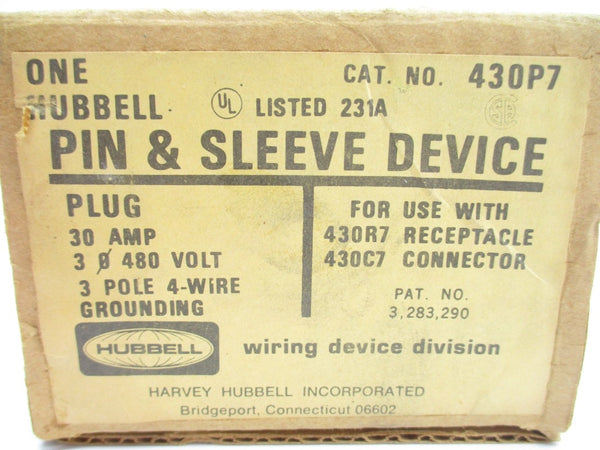 ONE CAT. NO. 430P7
HUBBELL UL LISTED 231A
PIN & SLEEVE DEVICE
PLUG
30 AMP
3 Ø 480 VOLT
3 POLE 4-WIRE
GROUNDING
FOR USE WITH
430R7 RECEPTACLE
430C7 CONNECTOR
PAT. NO.
3,283,290
HUBBELL wiring device division
HARVEY HUBBELL INCORPORATED
Bridgeport, Connecticut 06602